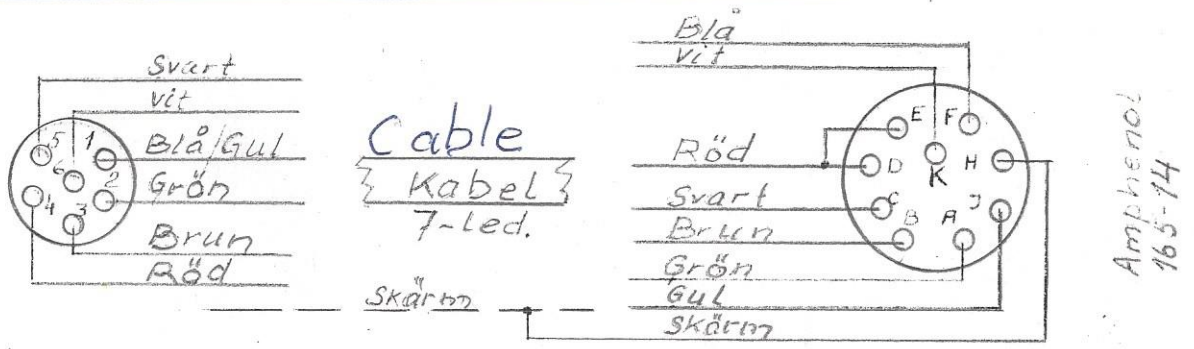 Svart
vit
Blå/Gul
Grön
Brun
Röd
5
1
6
2
4
3
Cable
Kabel
7-Led.
Skärm
Blå
Vit
Röd
Svart
Brun
Grön
Gul
Skärm
E
F
D
K
H
C
J
B
A
Amphenol
165-14